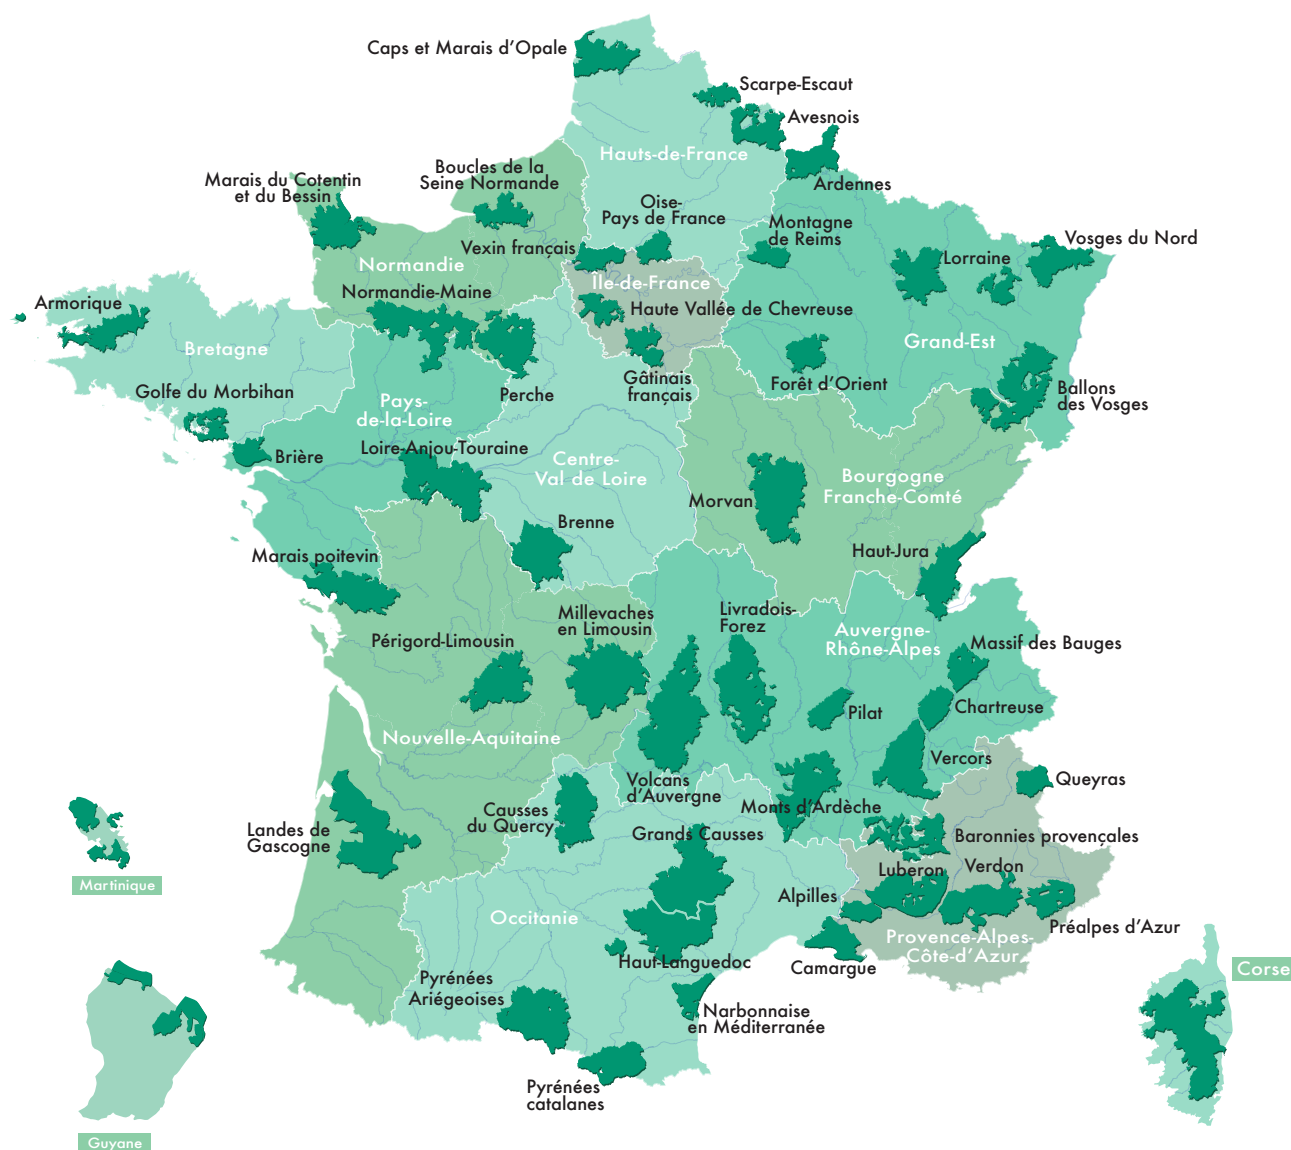 Caps et Marais d’Opale
Scarpe-Escaut
Avesnois
Hauts-de-France
Ardennes
Marais du Cotentin
et du Bessin
Boucles de la
Seine Normande
Oise-
Pays de France
Montagne
de Reims
Vexin français
Vosges du Nord
Lorraine
Normandie
Île-de-France
Normandie-Maine
Haute Vallée de Chevreuse
Armorique
Bretagne
Grand-Est
Golfe du Morbihan
Gâtinais
français
Forêt d’Orient
Ballons
des Vosges
Perche
Pays-
de-la-Loire
Brière
Loire-Anjou-Touraine
Centre-
Val de Loire
Bourgogne
Franche-Comté
Morvan
Brenne
Marais poitevin
Haut-Jura
Millevaches
en Limousin
Livradois-
Forez
Périgord-Limousin
Auvergne-
Rhône-Alpes
Massif des Bauges
Pilat
Chartreuse
Nouvelle-Aquitaine
Vercors
Volcans
d’Auvergne
Queyras
Causses
du Quercy
Monts d’Ardèche
Landes de
Gascogne
Grands Causses
Baronnies provençales
Martinique
Luberon
Verdon
Alpilles
Occitanie
Préalpes d’Azur
Provence-Alpes-
Côte-d’Azur
Camargue
Haut-Languedoc
Corse
Pyrénées
Ariégeoises
Narbonnaise
en Méditerranée
Pyrénées
catalanes
Guyane